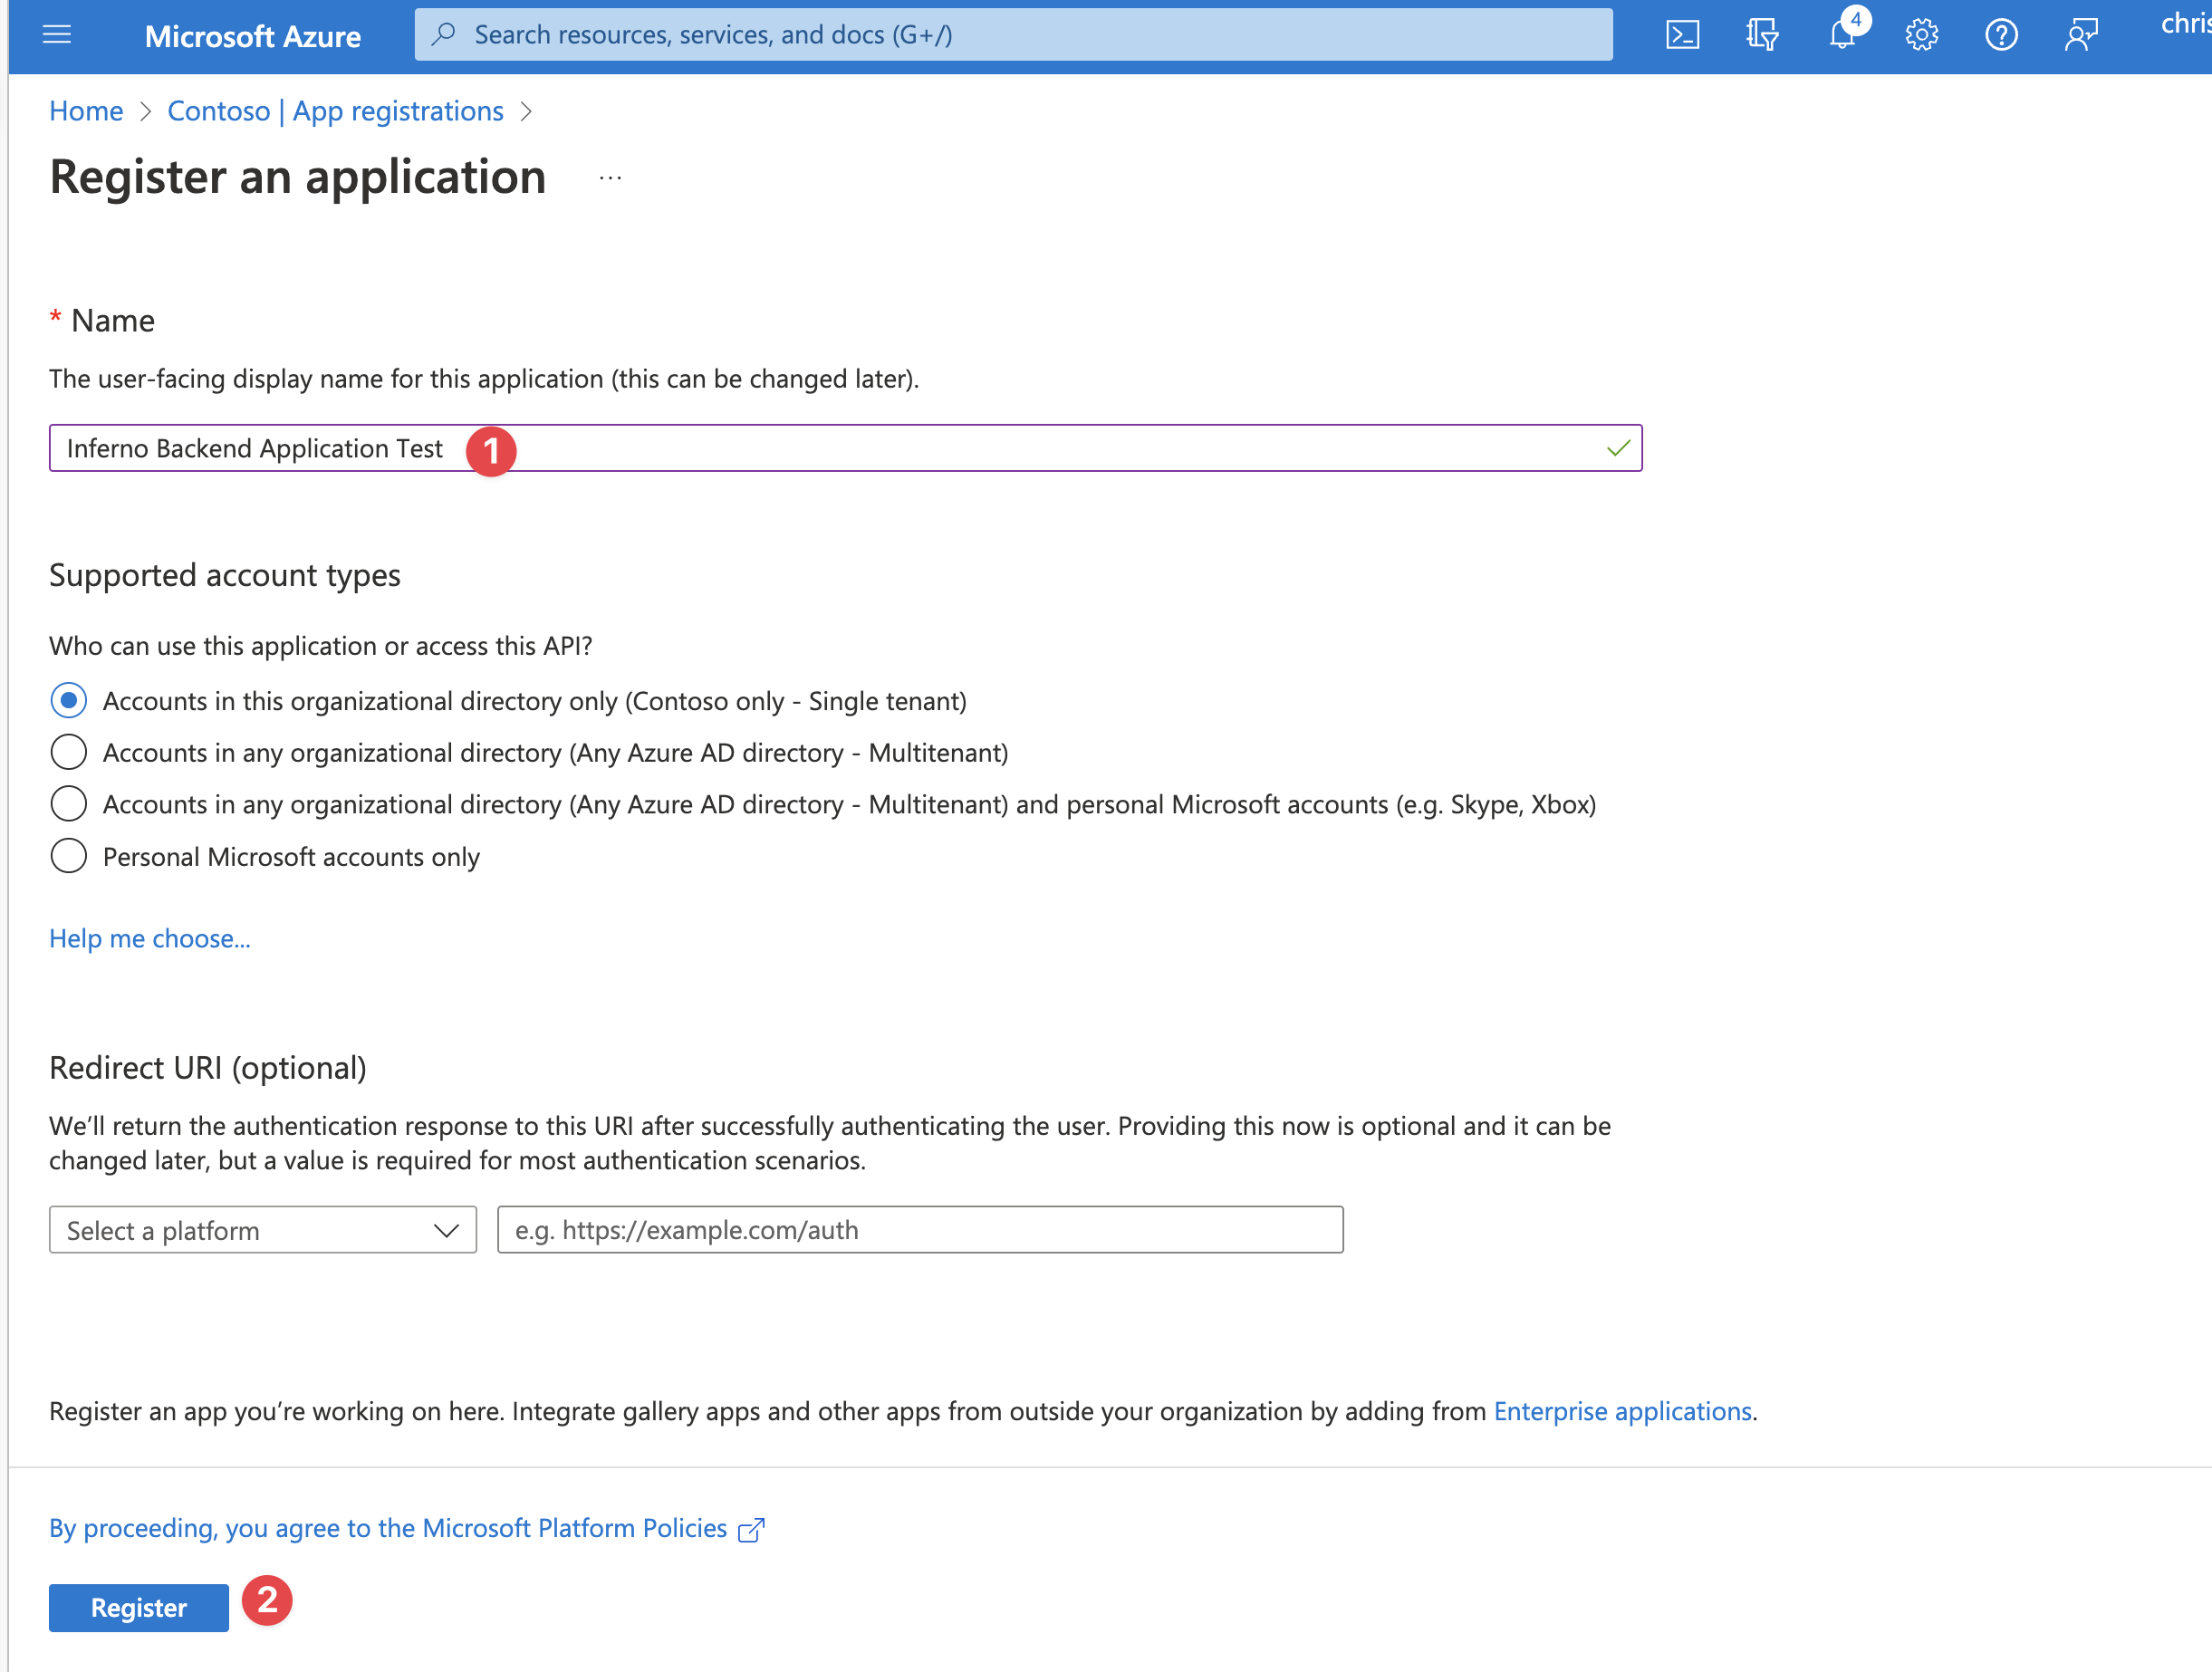 Microsoft Azure
Search resources, services, and docs (G+/)
4
chris
Home > Contoso | App registrations >
Register an application ...
* Name
The user-facing display name for this application (this can be changed later).
Inferno Backend Application Test
1
Supported account types
Who can use this application or access this API?
Accounts in this organizational directory only (Contoso only - Single tenant)
Accounts in any organizational directory (Any Azure AD directory - Multitenant)
Accounts in any organizational directory (Any Azure AD directory - Multitenant) and personal Microsoft accounts (e.g. Skype, Xbox)
Personal Microsoft accounts only
Help me choose...
Redirect URI (optional)
We’ll return the authentication response to this URI after successfully authenticating the user. Providing this now is optional and it can be
changed later, but a value is required for most authentication scenarios.
Select a platform
e.g. https://example.com/auth
Register an app you’re working on here. Integrate gallery apps and other apps from outside your organization by adding from Enterprise applications.
By proceeding, you agree to the Microsoft Platform Policies
Register
2